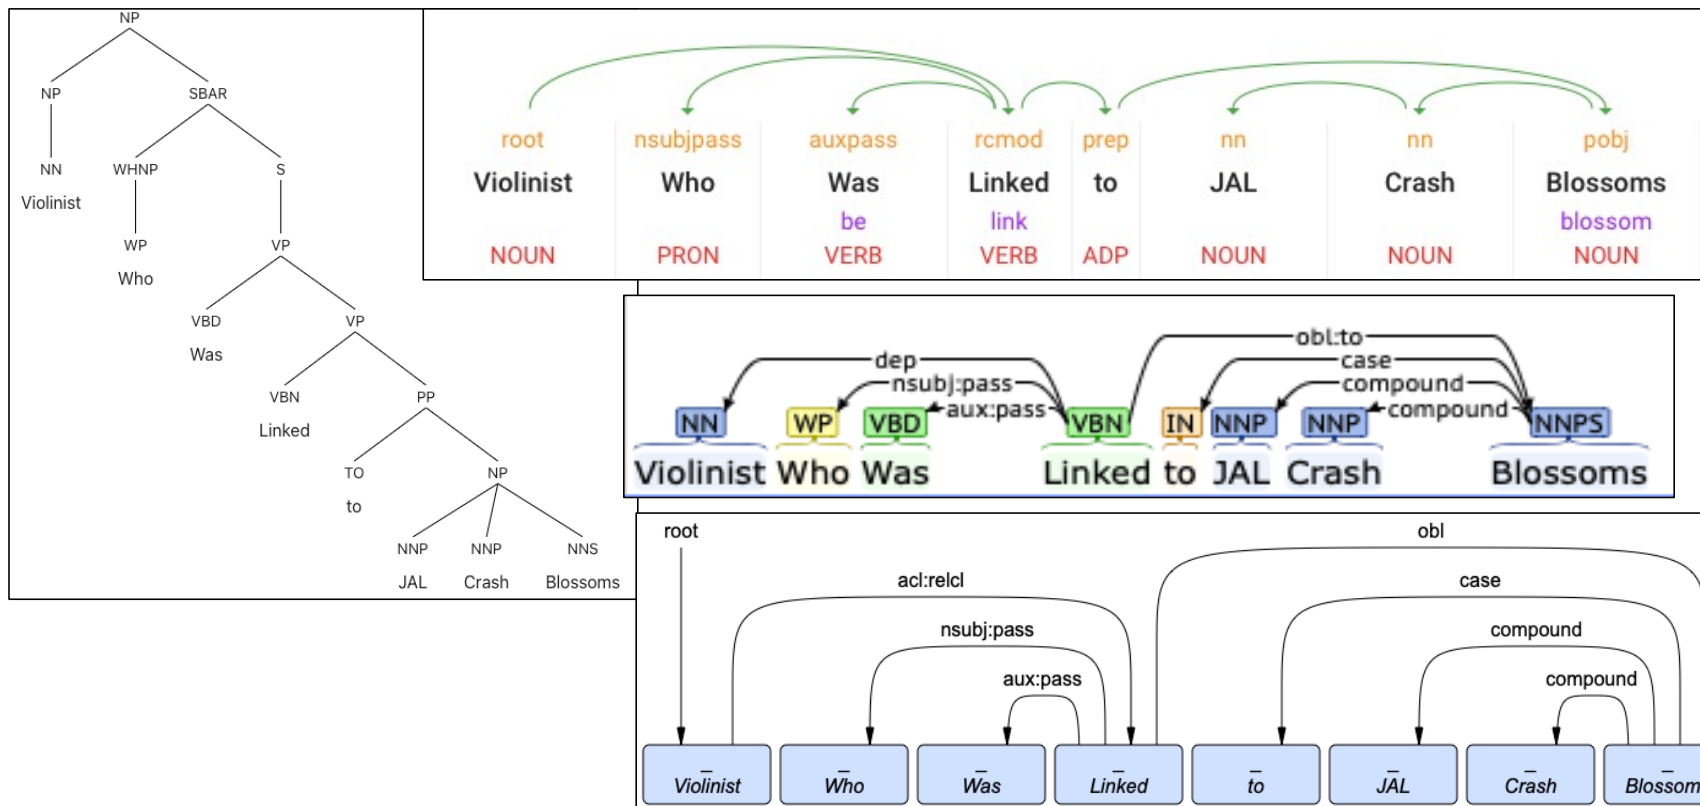 NP
NP SBAR
NN WHNP S
Violinist
WP VP
Who
VBD VP
Was
VBN PP
Linked
TO NP
to
NNP NNP NNS
JAL Crash Blossoms
root nsubjpass auxpass rcmod prep nn nn pobj
Violinist Who Was Linked to JAL Crash Blossoms
be link blossom
NOUN PRON VERB VERB ADP NOUN NOUN NOUN
obl:to
dep case
nsubj:pass compound
aux:pass compound
NN WP VBD VBN IN NNP NNP NNPS
Violinist Who Was Linked to JAL Crash Blossoms
root obl
acl:relcl case
nsubj:pass compound
aux:pass compound
_ _ _ _ _ _ _ _
Violinist Who Was Linked to JAL Crash Blossom